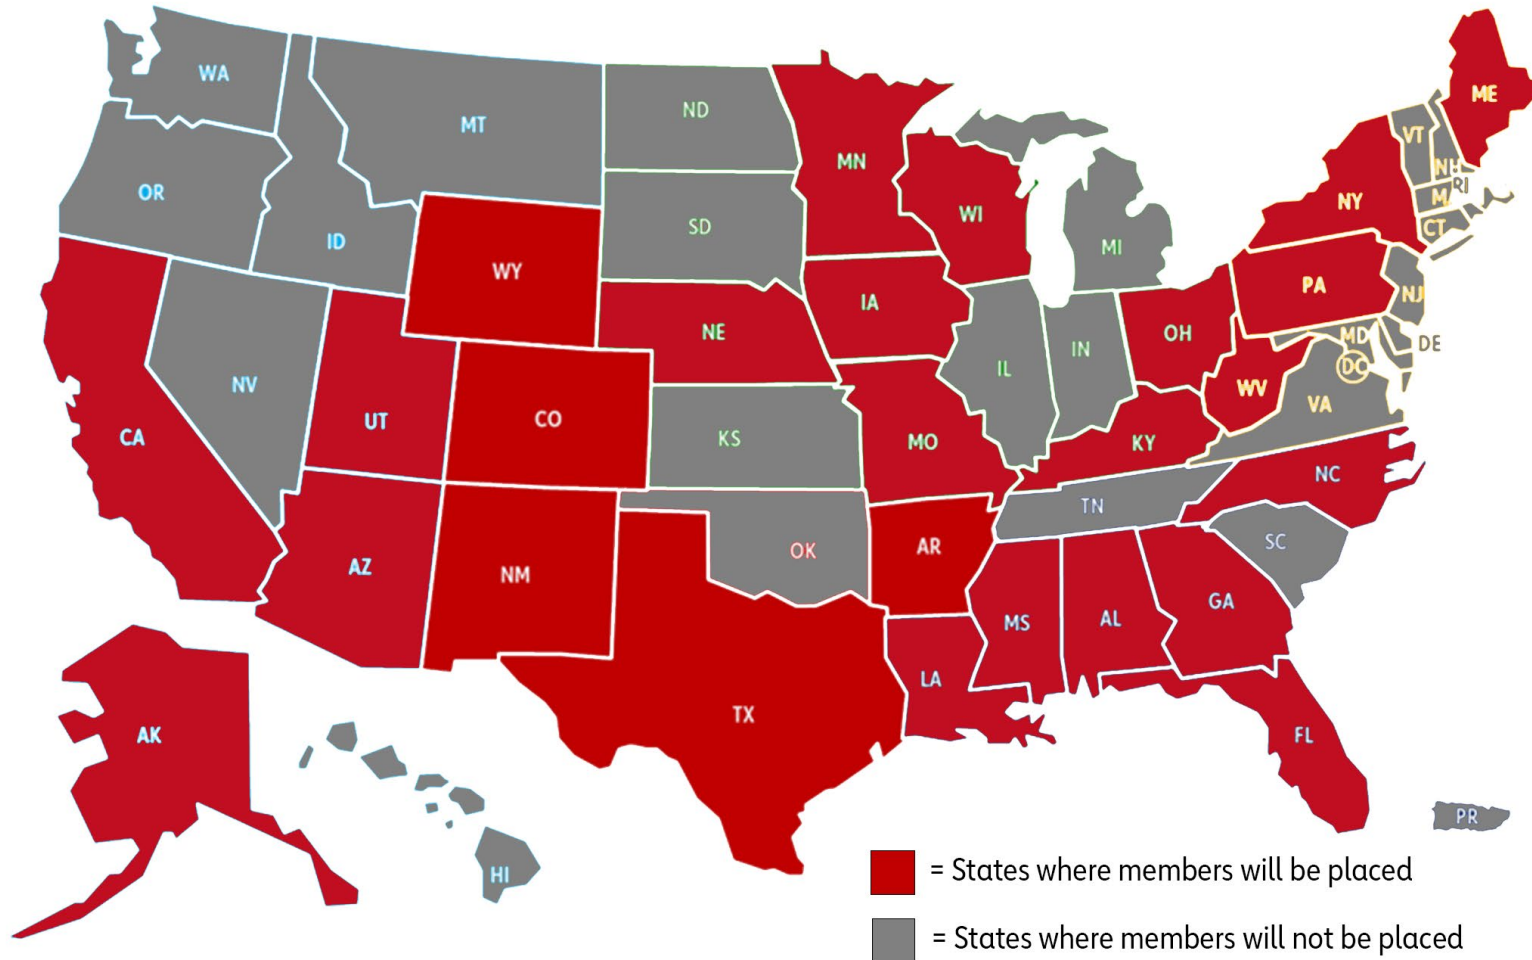 WA
MT
ND
MN
ME
VT
NH
OR
ID
SD
WI
MI
NY
RI
MA
CT
WY
NE
IA
PA
NJ
NV
UT
CO
KS
IL
IN
OH
WV
MD
DE
DC
VA
CA
MO
KY
AZ
NM
OK
AR
TN
NC
SC
MS
AL
GA
LA
TX
FL
AK
HI
PR
= States where members will be placed
= States where members will not be placed